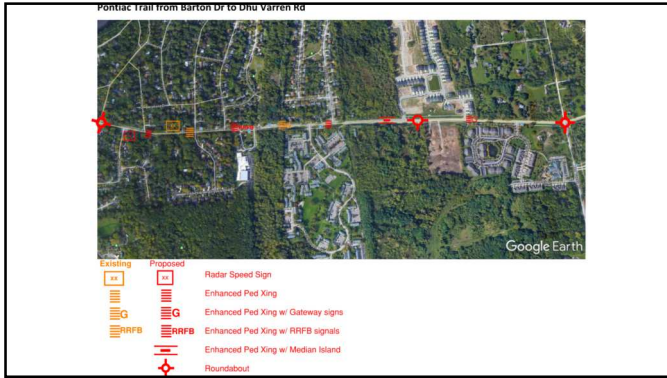 Pontiac Trail from Barton Dr to Dhu Varren Rd
Google Earth
Existing Proposed
xx xx Radar Speed Sign
Enhanced Ped Xing
G G Enhanced Ped Xing w/ Gateway signs
RRFB RRFB Enhanced Ped Xing w/ RRFB signals
Enhanced Ped Xing w/ Median Island
Roundabout